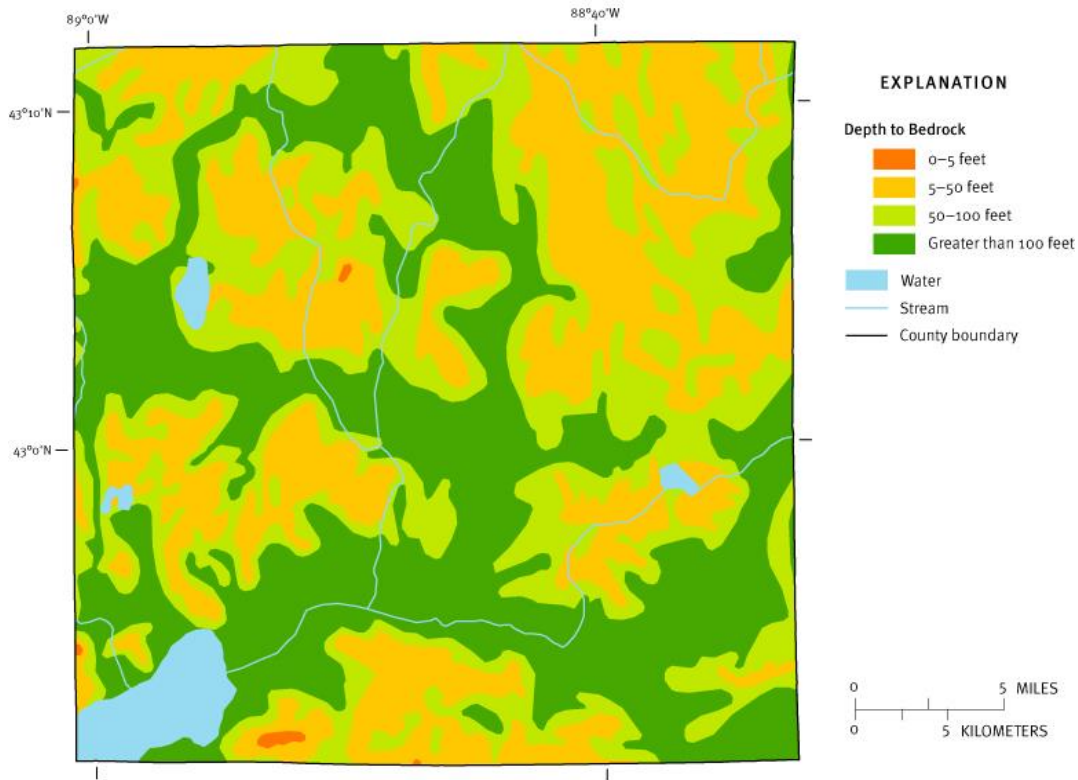 89°0'W
88°40'W
43°10'N
43°0'N
EXPLANATION
Depth to Bedrock
0–5 feet
5–50 feet
50–100 feet
Greater than 100 feet
Water
Stream
County boundary
0 5 MILES
0 5 KILOMETERS